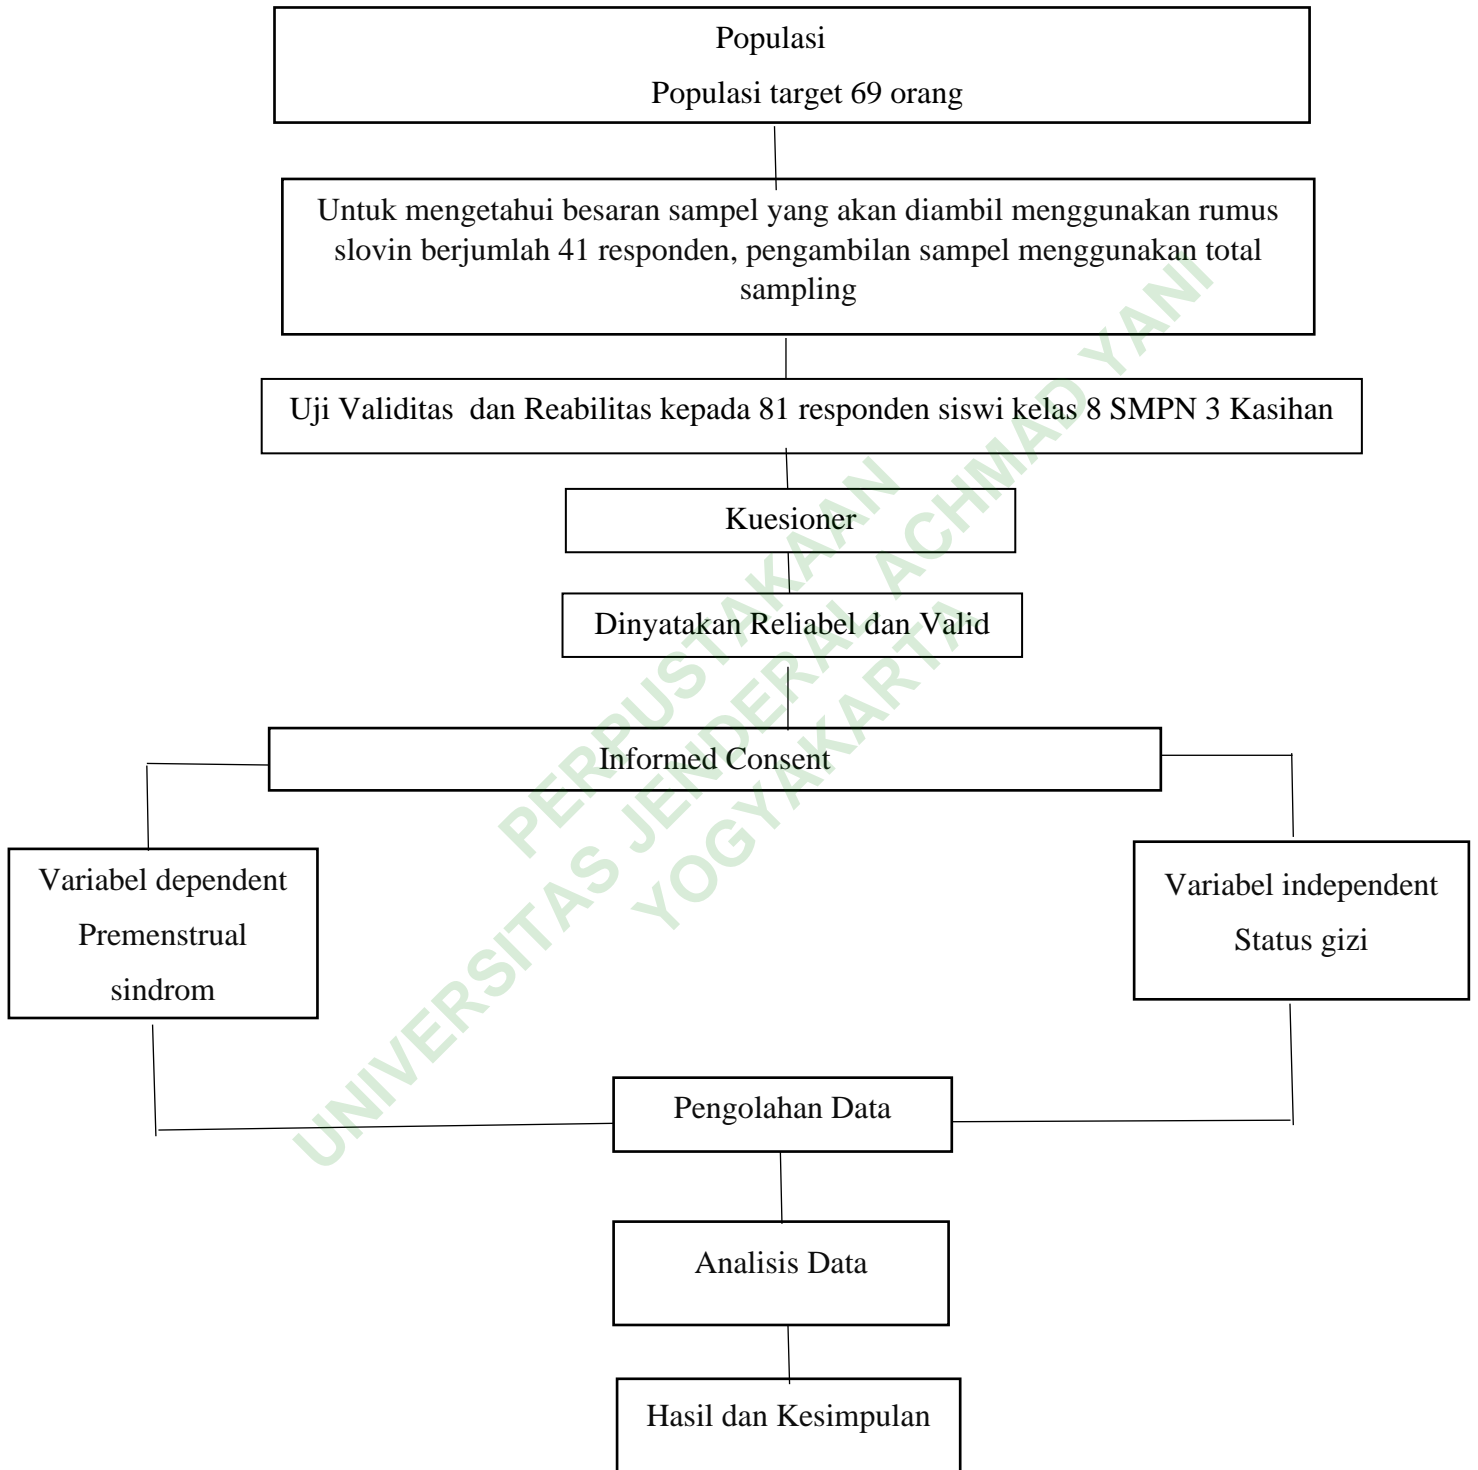 Populasi
Populasi target 69 orang
Untuk mengetahui besaran sampel yang akan diambil menggunakan rumus
slovin berjumlah 41 responden, pengambilan sampel menggunakan total
sampling
Uji Validitas dan Reabilitas kepada 81 responden siswi kelas 8 SMPN 3 Kasihan
Kuesioner
Dinyatakan Reliabel dan Valid
Informed Consent
Variabel dependent
Premenstrual
sindrom
Variabel independent
Status gizi
Pengolahan Data
Analisis Data
Hasil dan Kesimpulan
PERPUSTAKAAN
UNIVERSITAS JENDERAL ACHMAD YANI
YOGYAKARTA